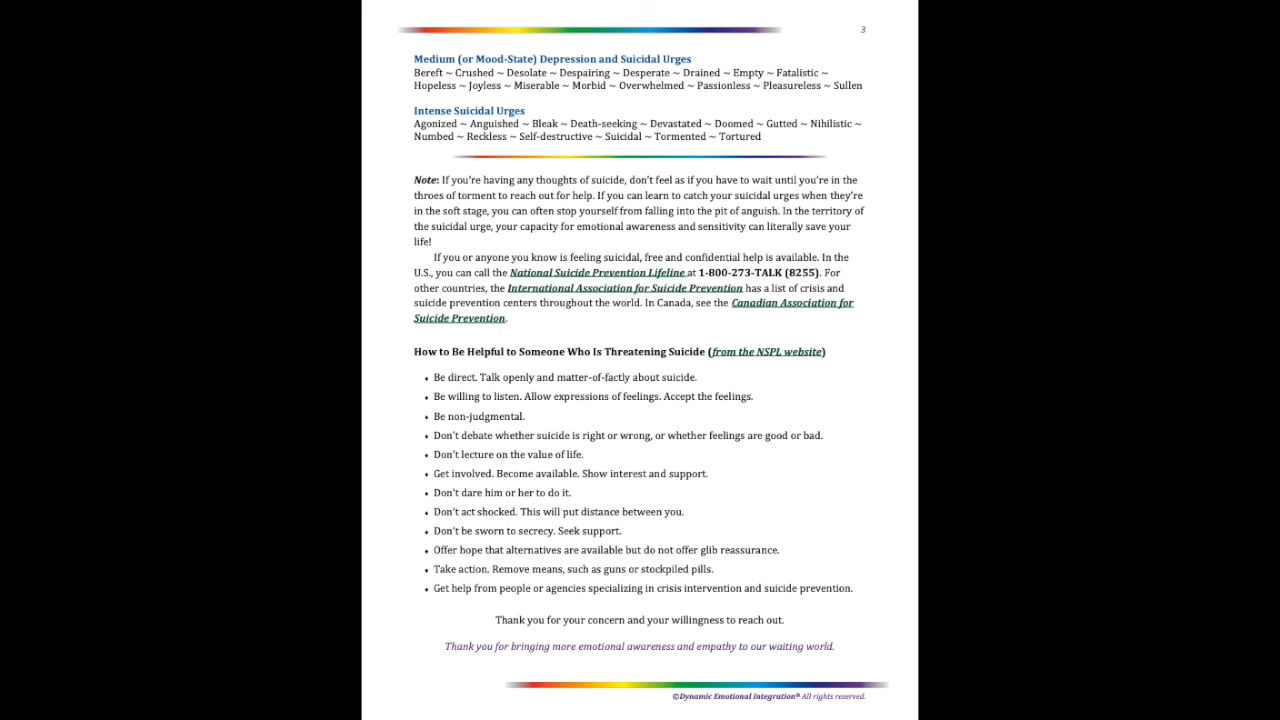 3
Medium (or Mood-State) Depression and Suicidal Urges
Bereft ~ Crushed ~ Desolate ~ Despairing ~ Desperate ~ Drained ~ Empty ~ Fatalistic ~
Hopeless ~ Joyless ~ Miserable ~ Morbid ~ Overwhelmed ~ Passionless ~ Pleasureless ~ Sullen
Intense Suicidal Urges
Agonized ~ Anguished ~ Bleak ~ Death-seeking ~ Devastated ~ Doomed ~ Gutted ~ Nihilistic ~
Numbed ~ Reckless ~ Self-destructive ~ Suicidal ~ Tormented ~ Tortured
Note: If you’re having any thoughts of suicide, don’t feel as if you have to wait until you’re in the
throes of torment to reach out for help. If you can learn to catch your suicidal urges when they’re
in the soft stage, you can often stop yourself from falling into the pit of anguish. In the territory of
the suicidal urge, your capacity for emotional awareness and sensitivity can literally save your
life!
If you or anyone you know is feeling suicidal, free and confidential help is available. In the
U.S., you can call the National Suicide Prevention Lifeline at 1-800-273-TALK (8255). For
other countries, the International Association for Suicide Prevention has a list of crisis and
suicide prevention centers throughout the world. In Canada, see the Canadian Association for
Suicide Prevention.
How to Be Helpful to Someone Who Is Threatening Suicide (from the NSPL website)
⬧ Be direct. Talk openly and matter-of-factly about suicide.
⬧ Be willing to listen. Allow expressions of feelings. Accept the feelings.
⬧ Be non-judgmental.
⬧ Don’t debate whether suicide is right or wrong, or whether feelings are good or bad.
⬧ Don’t lecture on the value of life.
⬧ Get involved. Become available. Show interest and support.
⬧ Don’t dare him or her to do it.
⬧ Don’t act shocked. This will put distance between you.
⬧ Don’t be sworn to secrecy. Seek support.
⬧ Offer hope that alternatives are available but do not offer glib reassurance.
⬧ Take action. Remove means, such as guns or stockpiled pills.
⬧ Get help from people or agencies specializing in crisis intervention and suicide prevention.
Thank you for your concern and your willingness to reach out.
Thank you for bringing more emotional awareness and empathy to our waiting world.
©Dynamic Emotional Integration® All rights reserved.